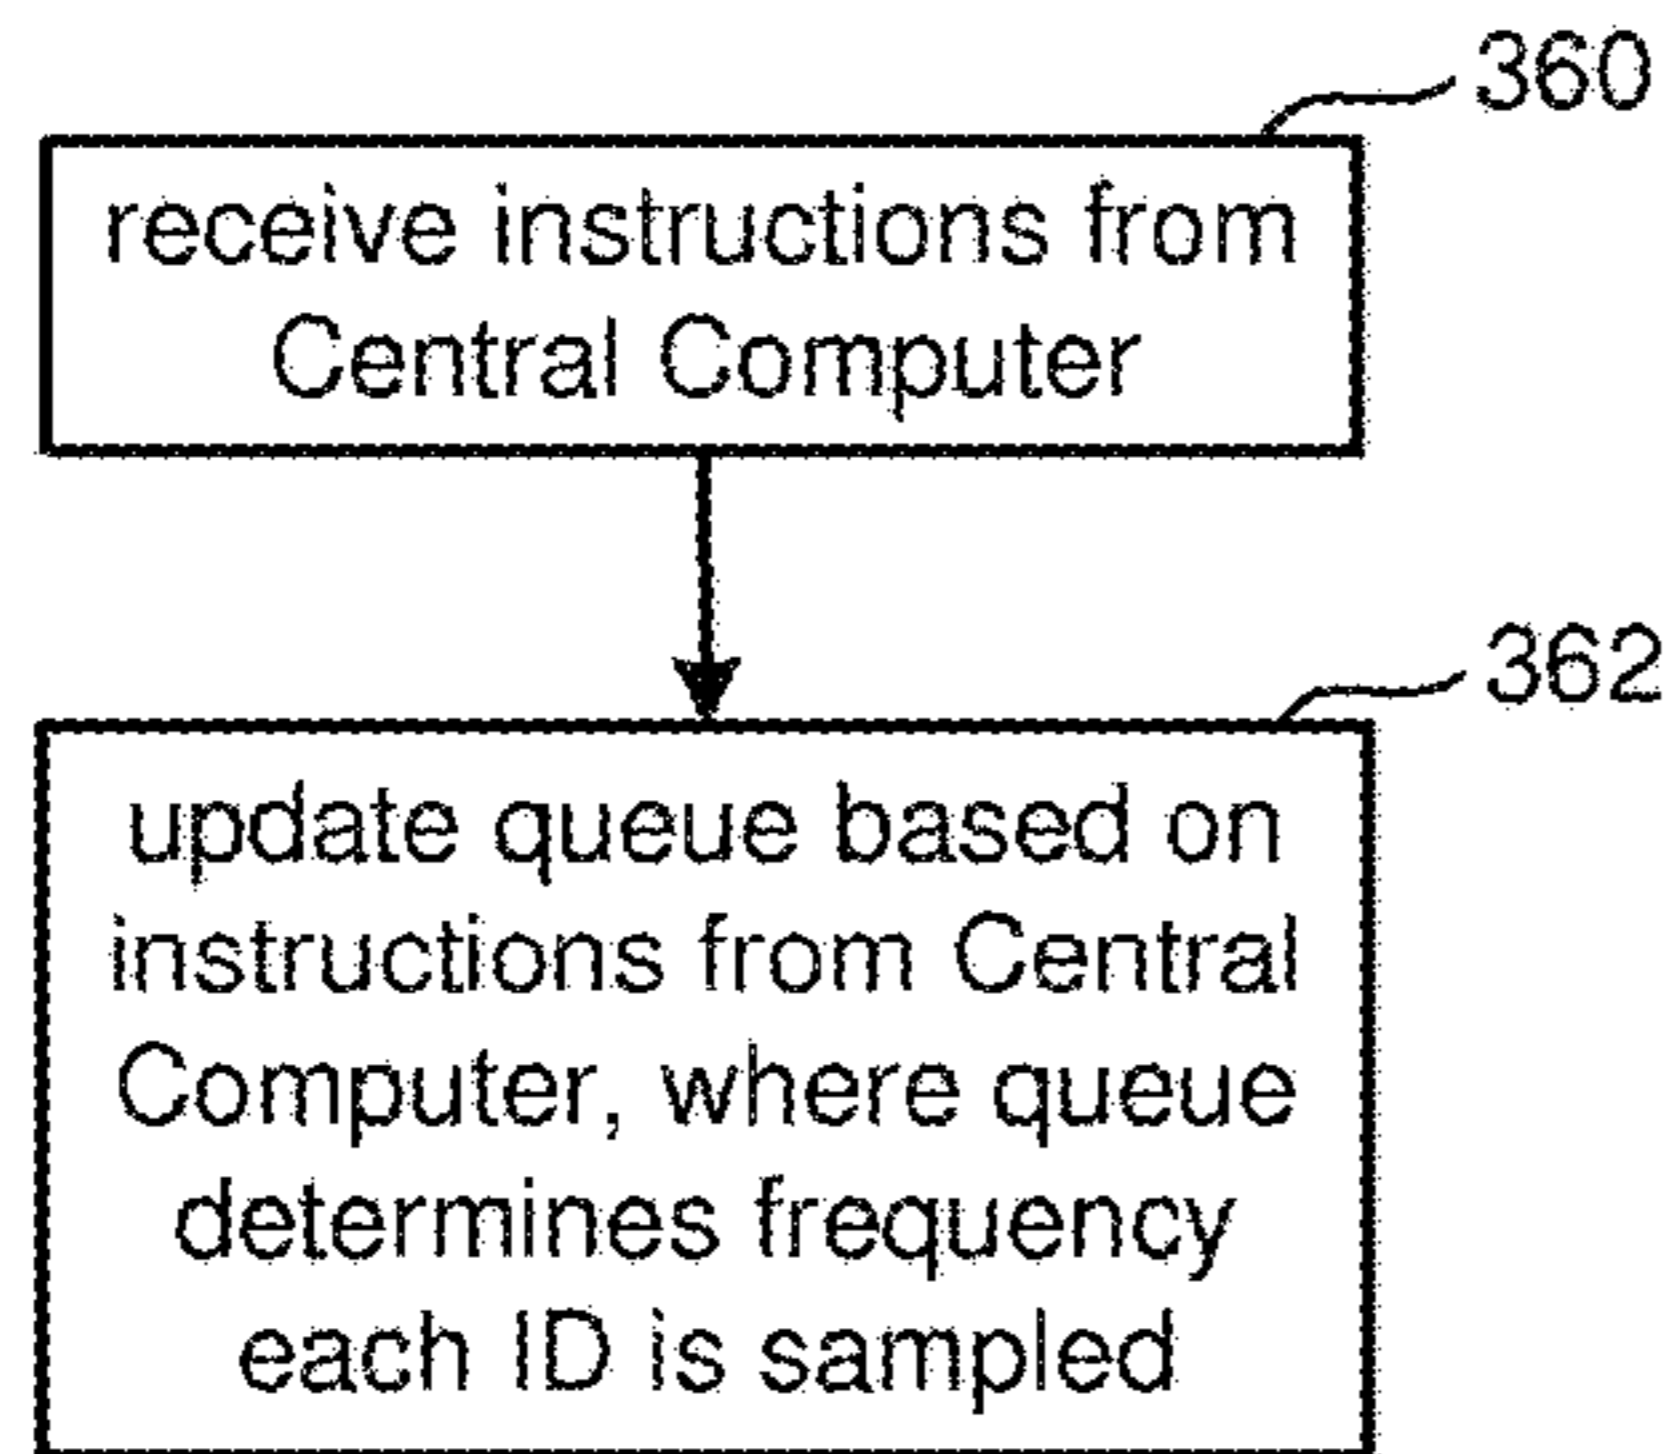 360
receive instructions from
Central Computer
362
update queue based on
instructions from Central
Computer, where queue
determines frequency
each ID is sampled